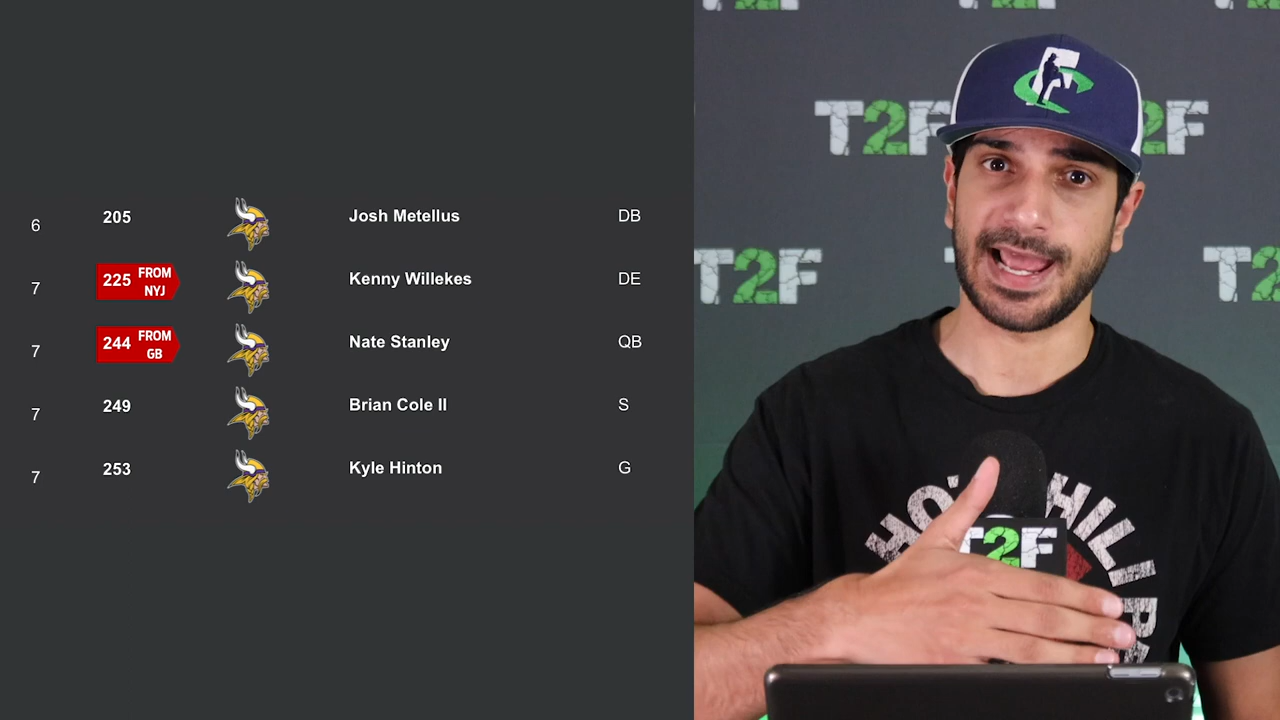 6 205 Josh Metellus DB
7 225 FROM NYJ Kenny Willekes DE
7 244 FROM GB Nate Stanley QB
7 249 Brian Cole II S
7 253 Kyle Hinton G
T2F
T2F
T2F
T2F
T2F